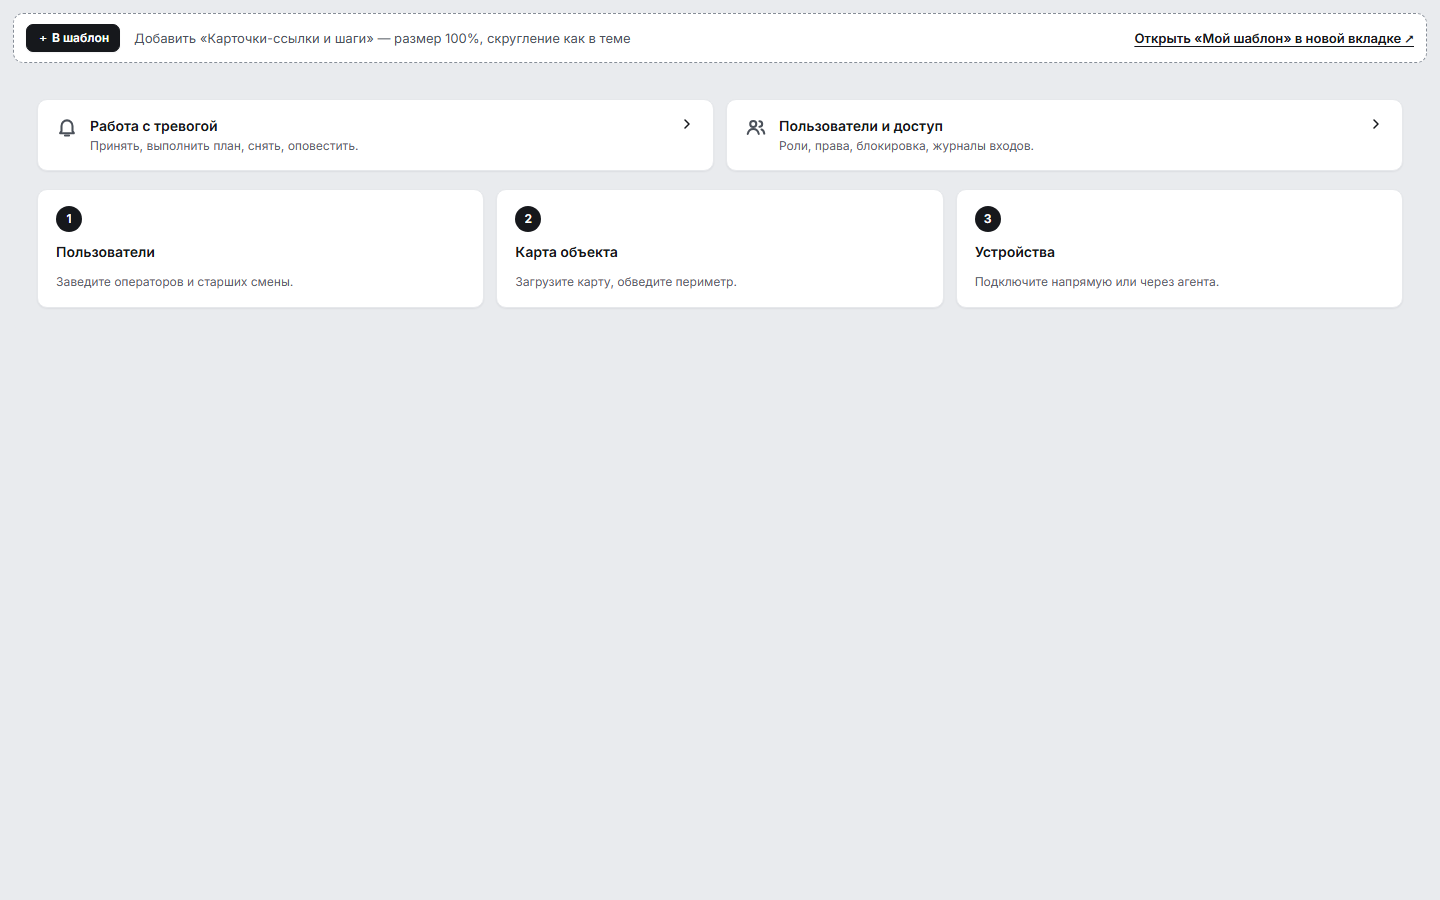 + В шаблон
Добавить «Карточки-ссылки и шаги» — размер 100%, скругление как в теме
Открыть «Мой шаблон» в новой вкладке ↗
Работа с тревогой
Принять, выполнить план, снять, оповестить.
Пользователи и доступ
Роли, права, блокировка, журналы входов.
1
Пользователи
Заведите операторов и старших смены.
2
Карта объекта
Загрузите карту, обведите периметр.
3
Устройства
Подключите напрямую или через агента.